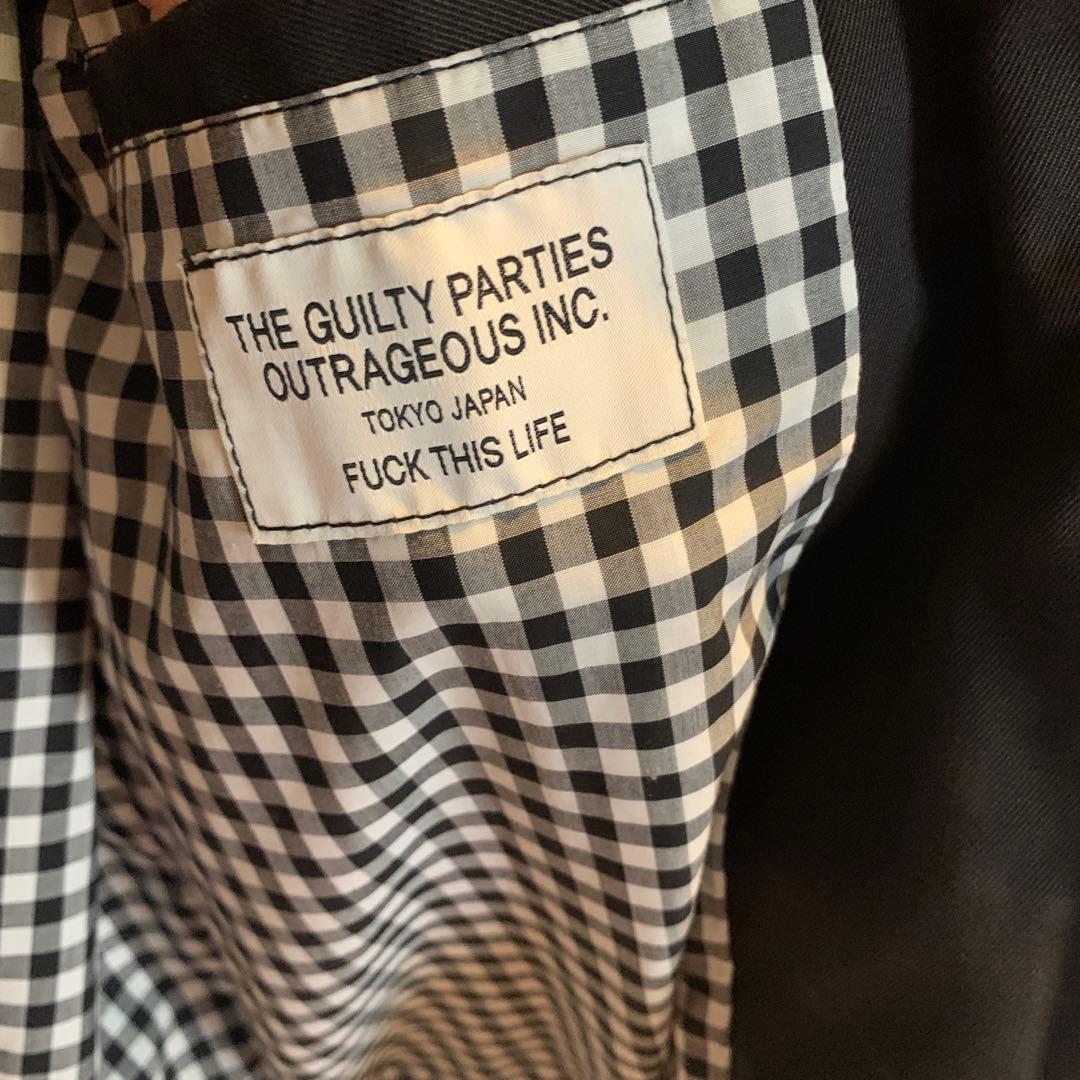 THE GUILTY PARTIES
OUTRAGEOUS INC.
TOKYO JAPAN
FUCK THIS LIFE